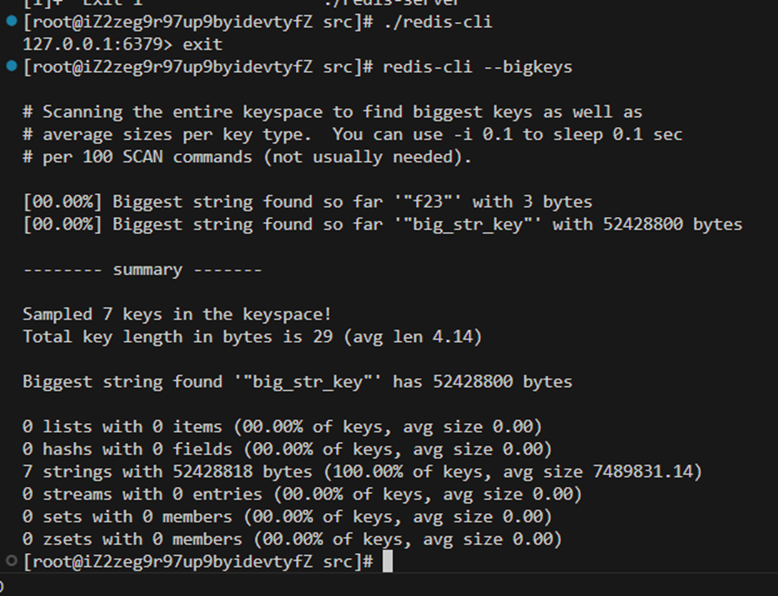 [1]+  Exit 1                  ./redis-server
[root@iZ2zeg9r97up9byidevtyfZ src]# ./redis-cli
127.0.0.1:6379> exit
[root@iZ2zeg9r97up9byidevtyfZ src]# redis-cli --bigkeys
# Scanning the entire keyspace to find biggest keys as well as
# average sizes per key type.  You can use -i 0.1 to sleep 0.1 sec
# per 100 SCAN commands (not usually needed).
[00.00%] Biggest string found so far '"f23"' with 3 bytes
[00.00%] Biggest string found so far '"big_str_key"' with 52428800 bytes
-------- summary -------
Sampled 7 keys in the keyspace!
Total key length in bytes is 29 (avg len 4.14)
Biggest string found '"big_str_key"' has 52428800 bytes
0 lists with 0 items (00.00% of keys, avg size 0.00)
0 hashs with 0 fields (00.00% of keys, avg size 0.00)
7 strings with 52428818 bytes (100.00% of keys, avg size 7489831.14)
0 streams with 0 entries (00.00% of keys, avg size 0.00)
0 sets with 0 members (00.00% of keys, avg size 0.00)
0 zsets with 0 members (00.00% of keys, avg size 0.00)
[root@iZ2zeg9r97up9byidevtyfZ src]#